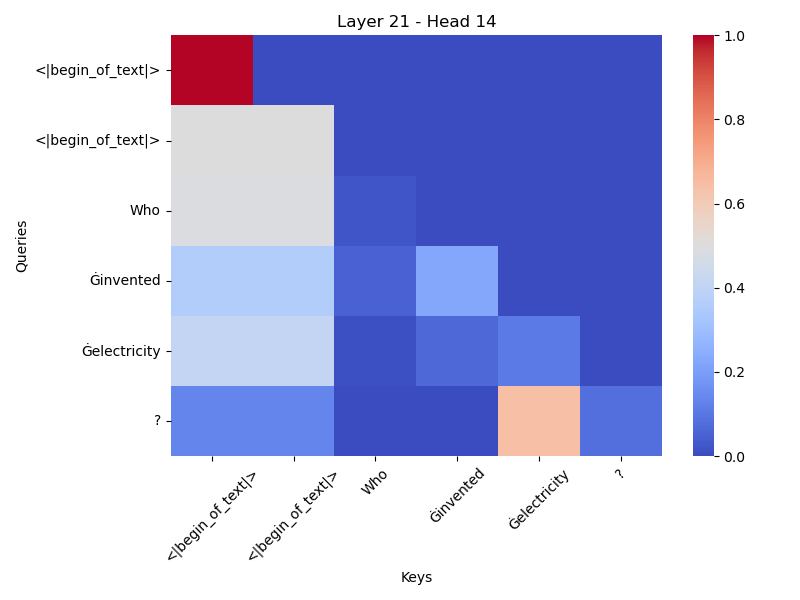 Layer 21 - Head 14
<|begin_of_text|>
<|begin_of_text|>
Who
Ġinvented
Ġelectricity
?
Queries
<|begin_of_text|>
<|begin_of_text|>
Who
Ġinvented
Ġelectricity
?
Keys
1.0
0.8
0.6
0.4
0.2
0.0